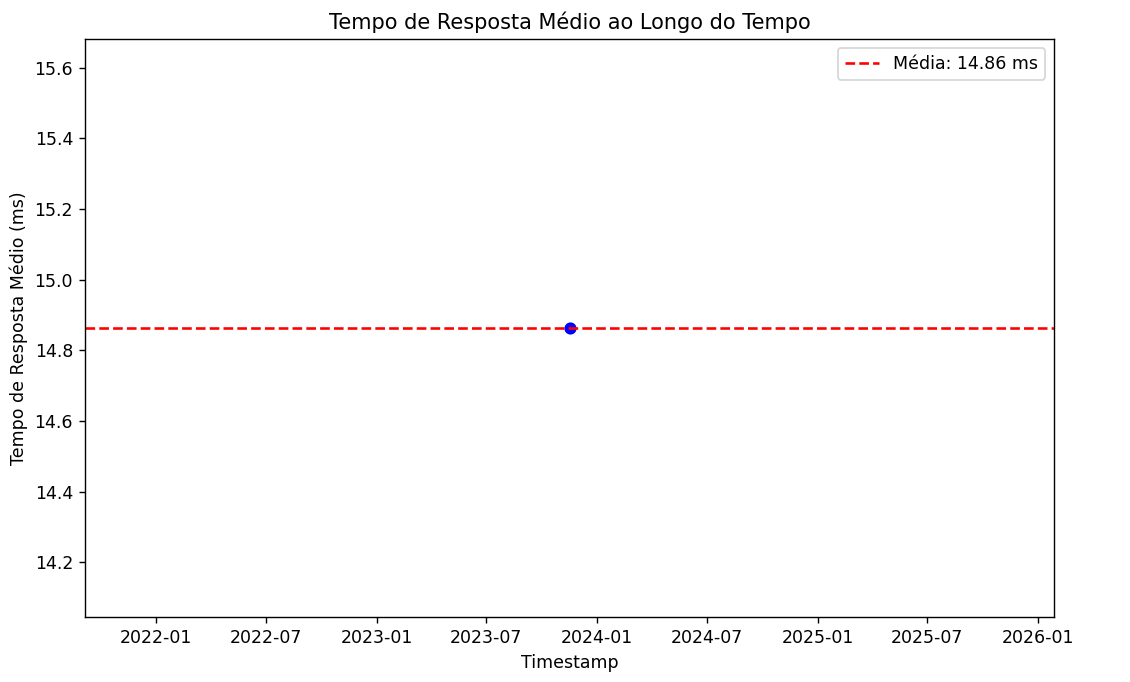 Tempo de Resposta Médio ao Longo do Tempo
Média: 14.86 ms
Tempo de Resposta Médio (ms)
15.6
15.4
15.2
15.0
14.8
14.6
14.4
14.2
2022-01 2022-07 2023-01 2023-07 2024-01 2024-07 2025-01 2025-07 2026-01
Timestamp